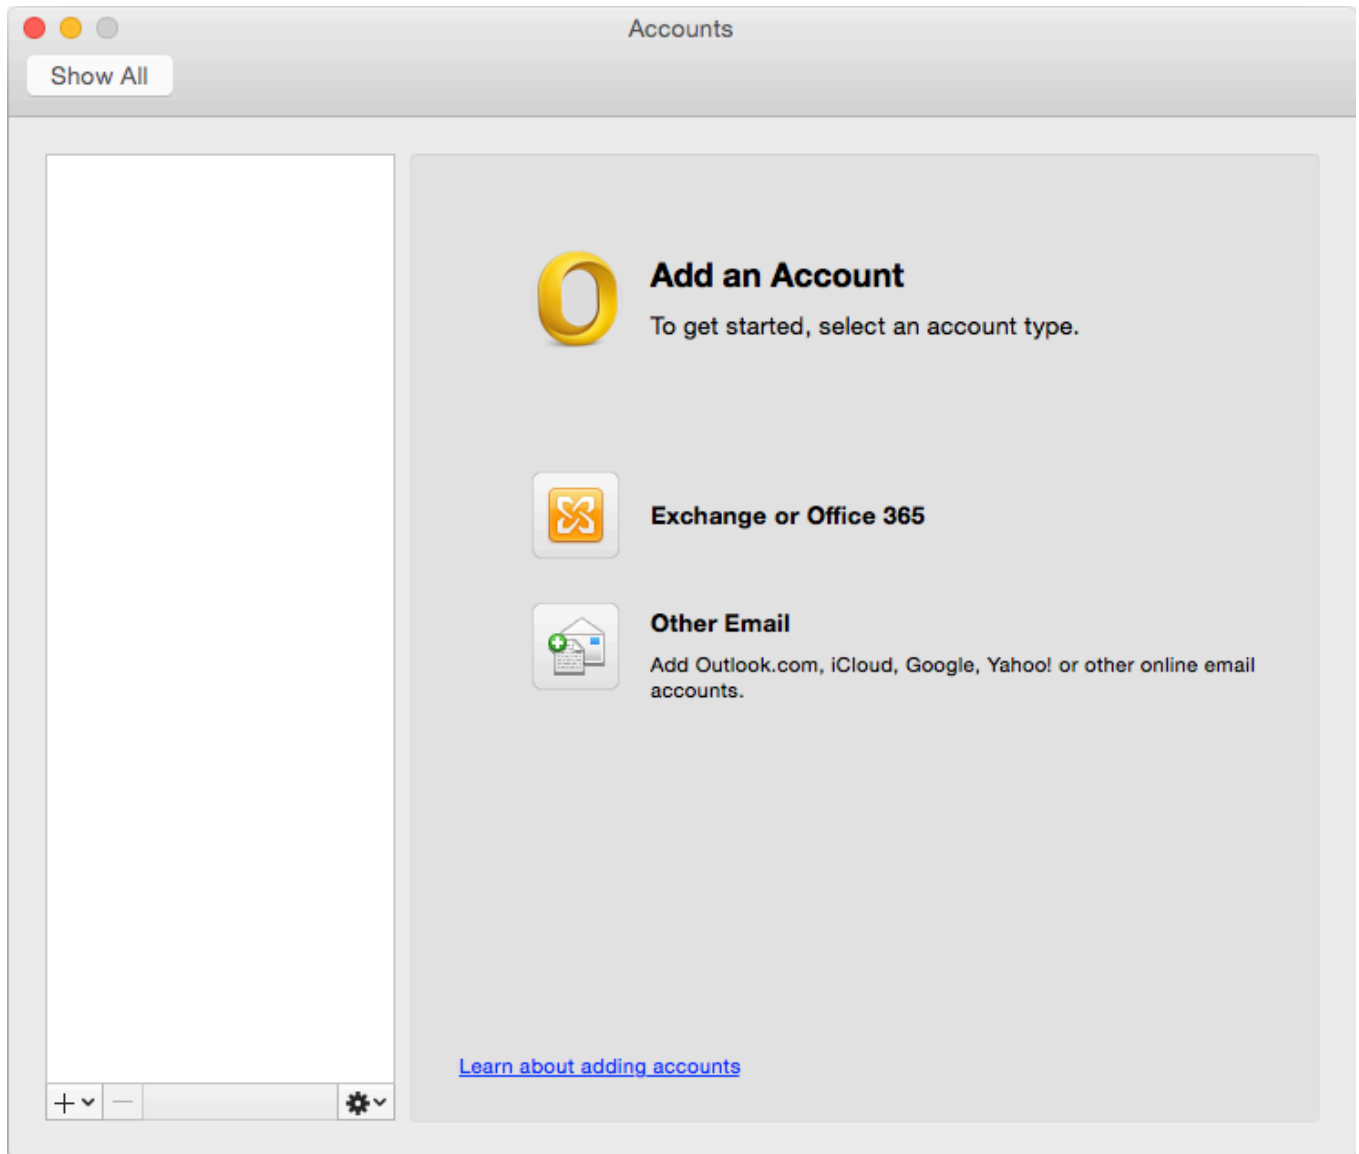 Accounts
Show All
Add an Account
To get started, select an account type.
Exchange or Office 365
Other Email
Add Outlook.com, iCloud, Google, Yahoo! or other online email
accounts.
Learn about adding accounts